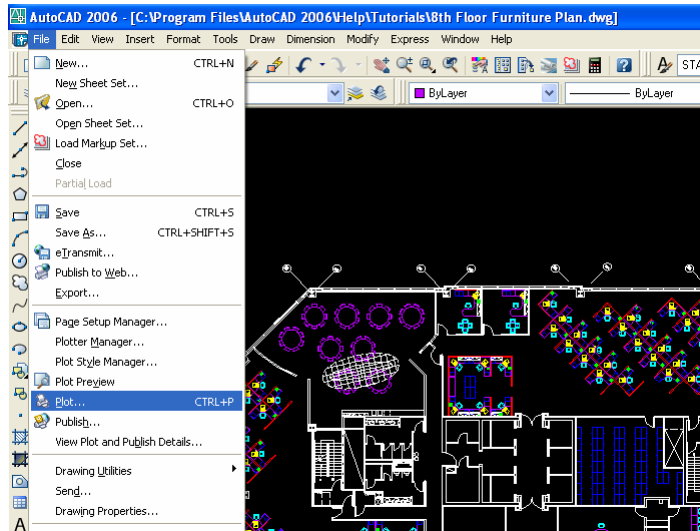 AutoCAD 2006 - [C:\Program Files\AutoCAD 2006\Help\Tutorials\8th Floor Furniture Plan.dwg]
File Edit View Insert Format Tools Draw Dimension Modify Express Window Help
STA
ByLayer ByLayer
New... CTRL+N
New Sheet Set...
Open... CTRL+O
Open Sheet Set...
Load Markup Set...
Close
Partial Load
Save CTRL+S
Save As... CTRL+SHIFT+S
eTransmit...
Publish to Web...
Export...
Page Setup Manager...
Plotter Manager...
Plot Style Manager...
Plot Preview
Plot... CTRL+P
Publish...
View Plot and Publish Details...
Drawing Utilities
Send...
Drawing Properties...
A